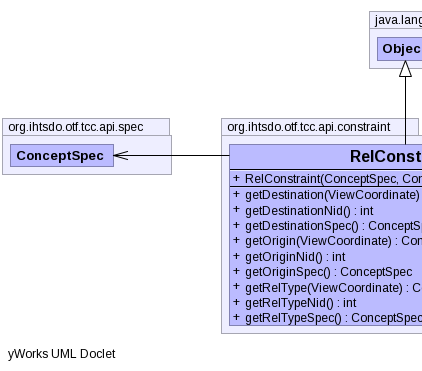 java.lang
Objec
org.ihtsdo.otf.tcc.api.spec
ConceptSpec
org.ihtsdo.otf.tcc.api.constraint
RelConst
+ RelConstraint(ConceptSpec, Con
+ getDestination(ViewCoordinate)
+ getDestinationNid() : int
+ getDestinationSpec() : ConceptSp
+ getOrigin(ViewCoordinate) : Con
+ getOriginNid() : int
+ getOriginSpec() : ConceptSpec
+ getRelType(ViewCoordinate) : C
+ getRelTypeNid() : int
+ getRelTypeSpec() : ConceptSpec
yWorks UML Doclet